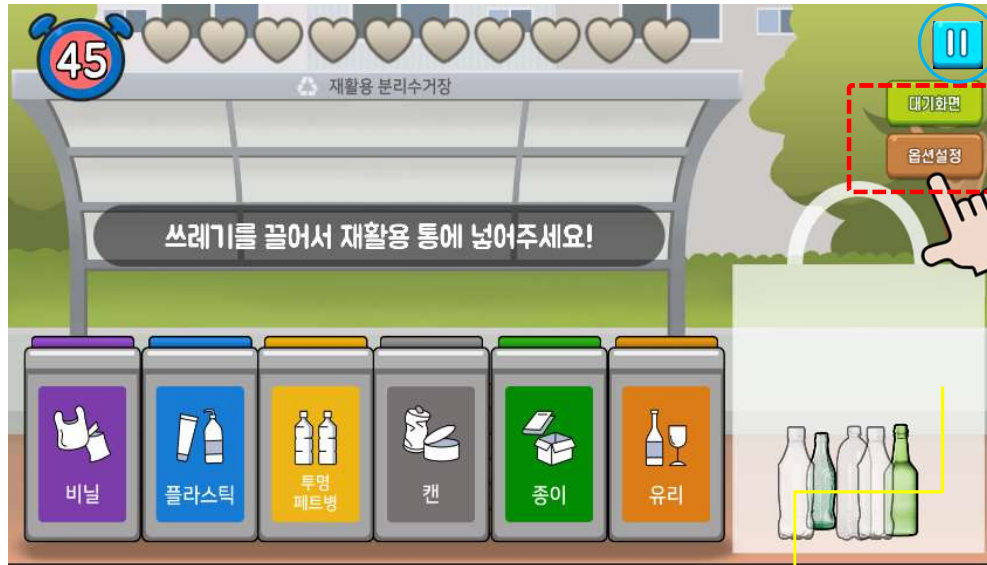 45
재활용 분리수거장
대기화면
옵션설정
쓰레기를 끌어서 재활용 통에 넣어주세요!
비닐
플라스틱
투명
페트병
캔
종이
유리